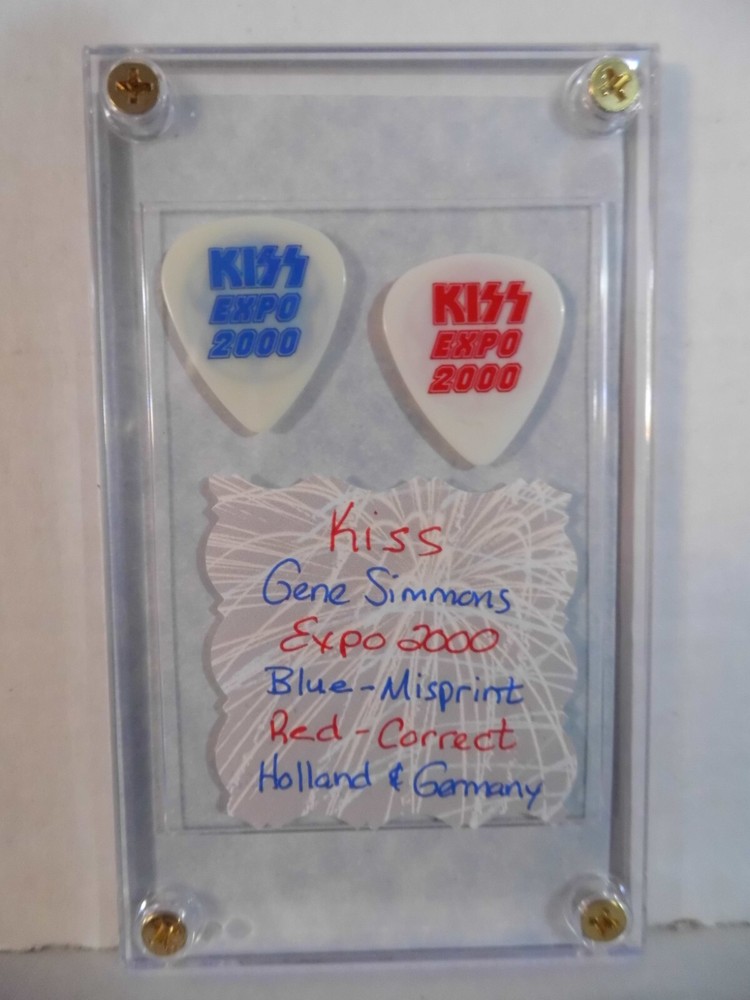 KISS
EXPO
2000
KISS
EXPO
2000
Kiss
Gene Simmons
Expo 2000
Blue-Misprint
Red-Correct
Holland & Germany